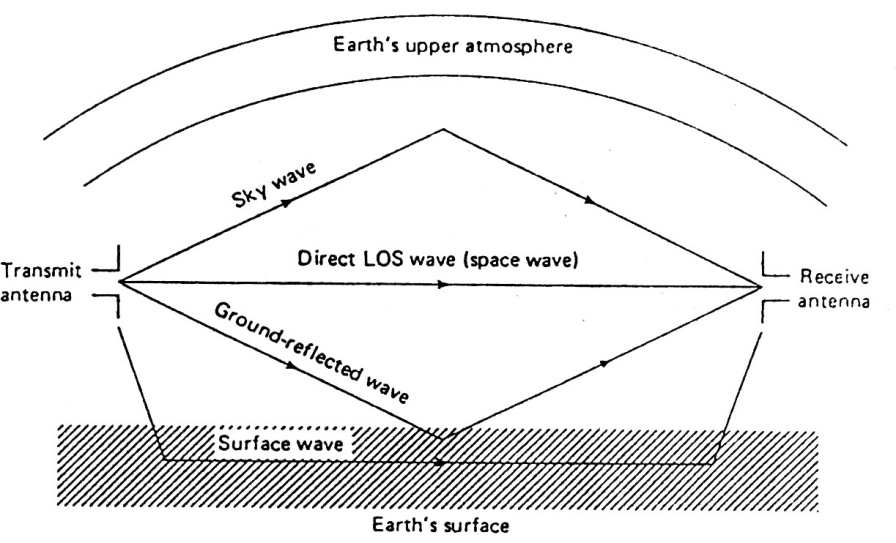 Earth's upper atmosphere
Sky wave
Direct LOS wave (space wave)
Transmit
antenna
Receive
antenna
Ground-reflected wave
Surface wave
Earth's surface